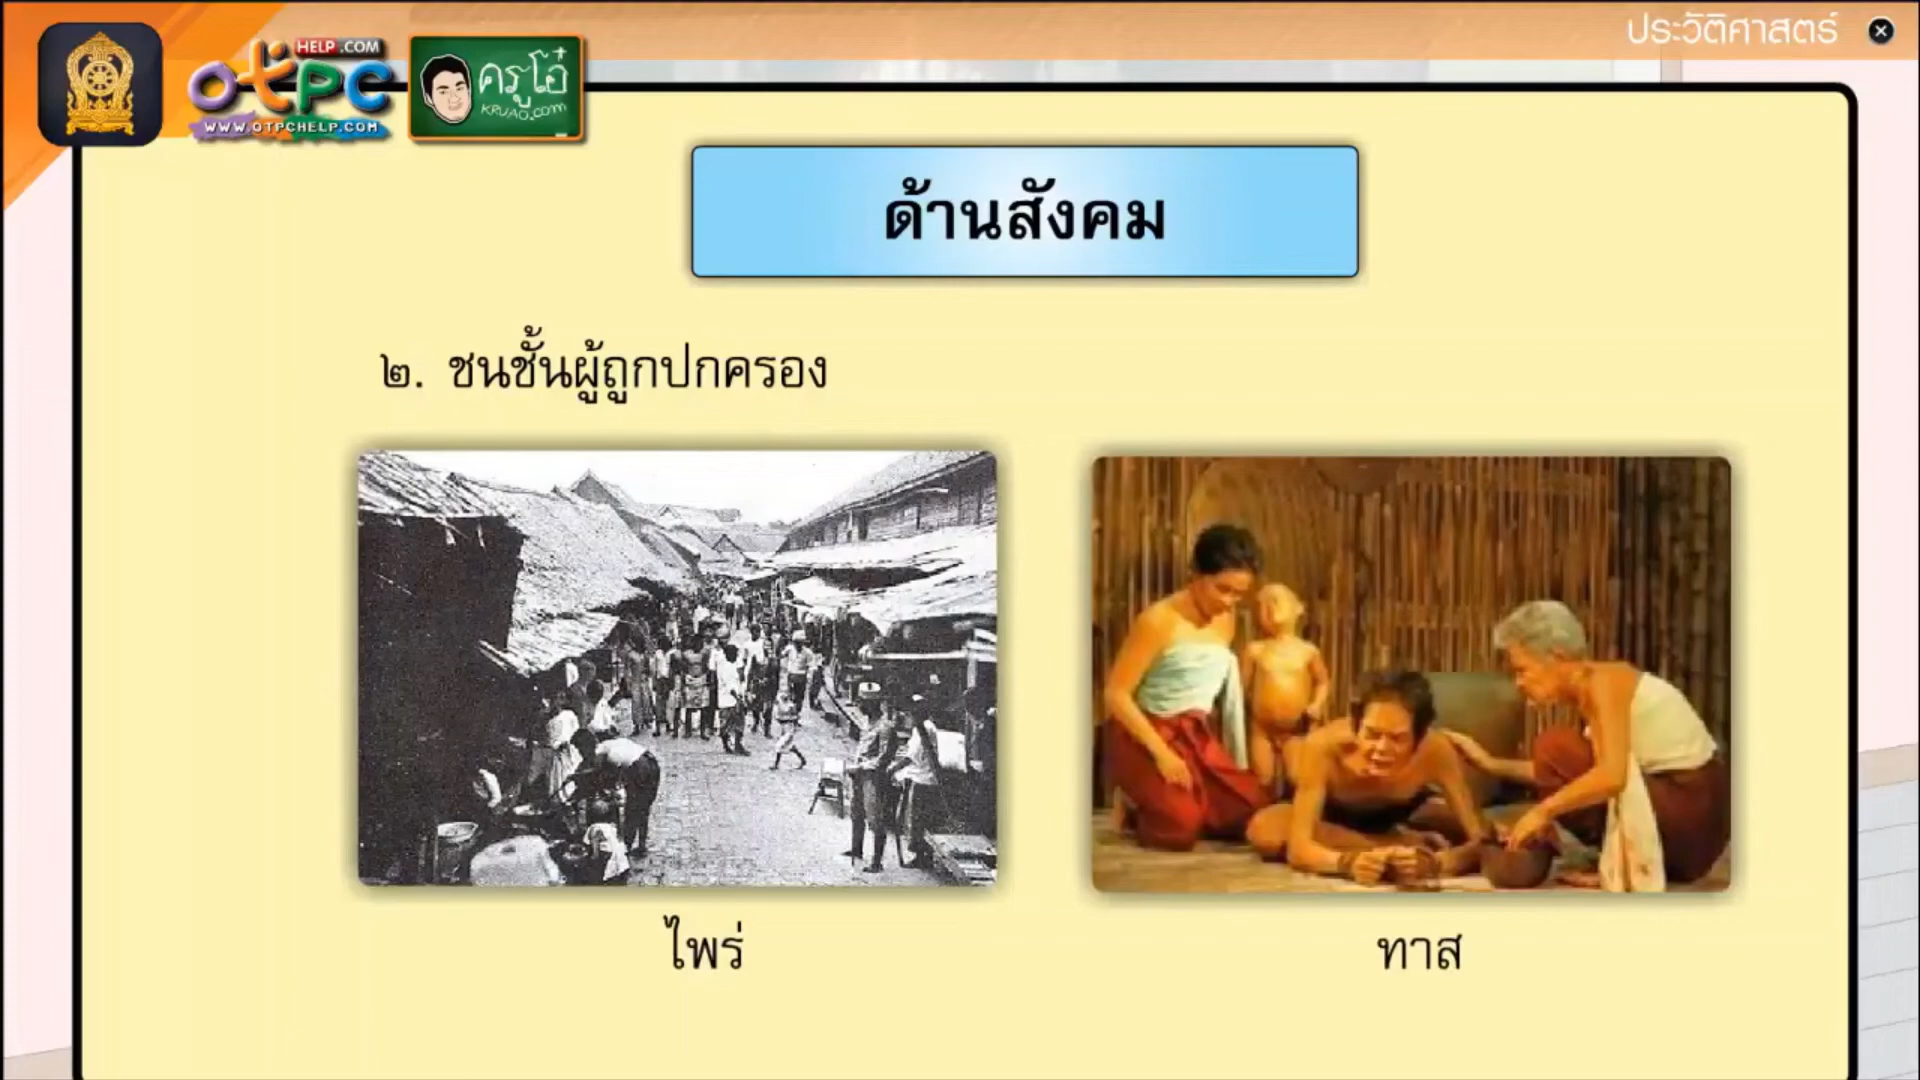 ประวัติศาสตร์
HELP .COM
otpc
WWW.OTPCHELP.COM
ครูโอ๋
KRUAO.COM
ด้านสังคม
๒. ชนชั้นผู้ถูกปกครอง
ไพร่
ทาส